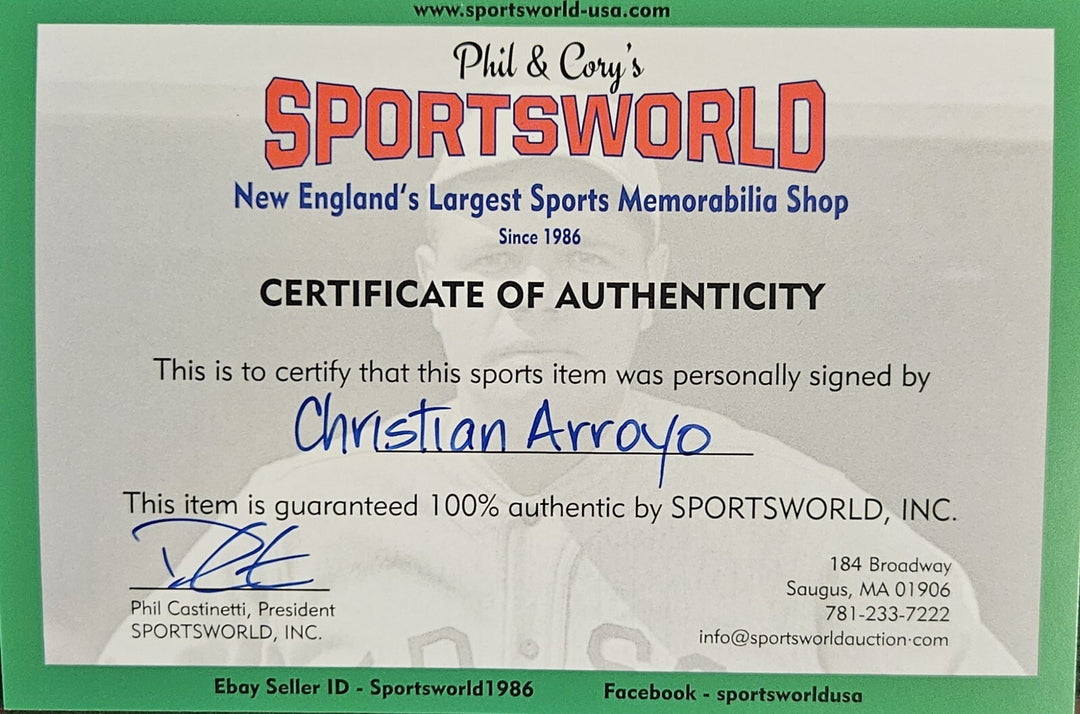 www.sportsworld-usa.com
Phil & Cory's
SPORTSWORLD
New England's Largest Sports Memorabilia Shop
Since 1986
CERTIFICATE OF AUTHENTICITY
This is to certify that this sports item was personally signed by
Christian Arroyo
This item is guaranteed 100% authentic by SPORTSWORLD, INC.
Phil Castinetti, President
SPORTSWORLD, INC.
184 Broadway
Saugus, MA 01906
781-233-7222
info@sportsworldauction.com
Ebay Seller ID - Sportsworld1986
Facebook - sportsworldusa